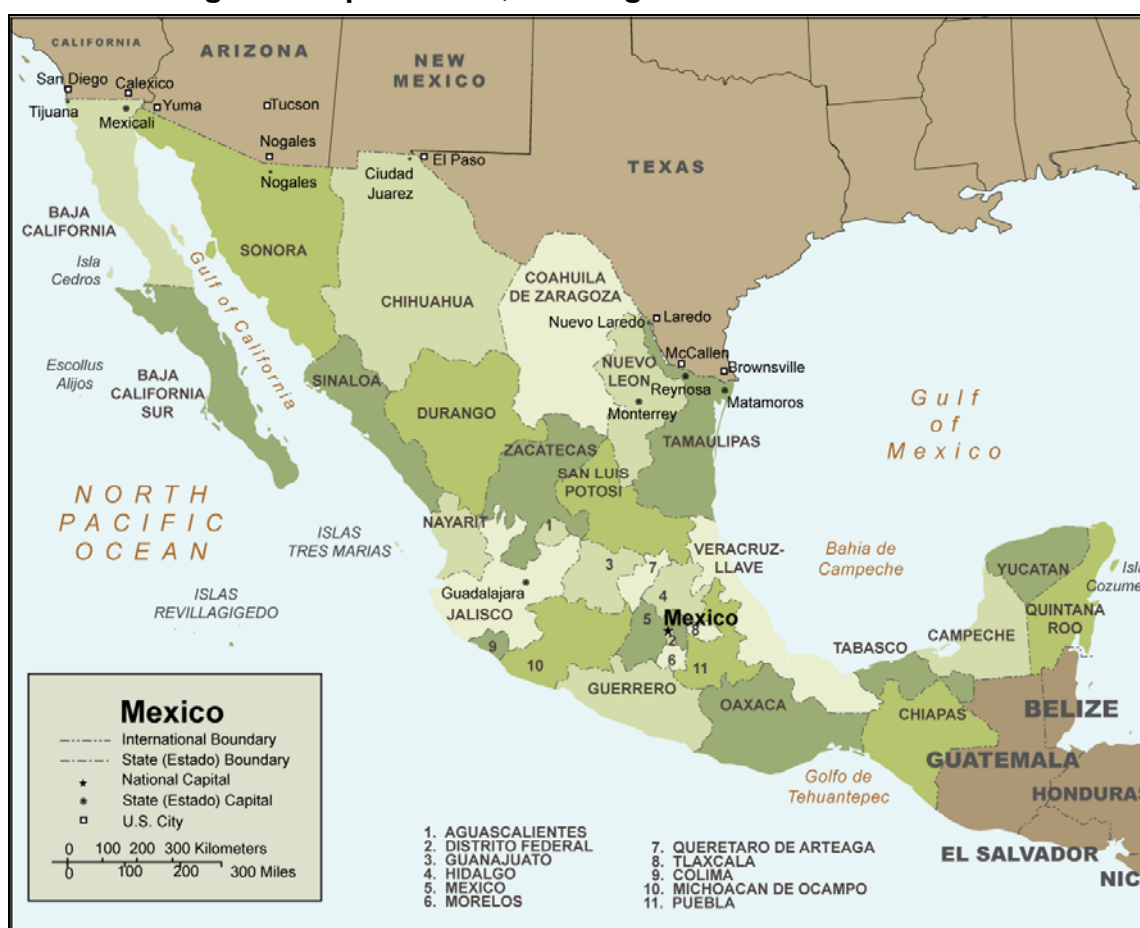 CALIFORNIA
ARIZONA
NEW
MEXICO
TEXAS
San Diego
Calexico
Tijuana
Mexicali
Yuma
Tucson
Nogales
Nogales
El Paso
Ciudad
Juarez
BAJA
CALIFORNIA
Isla
Cedros
SONORA
Gulf of California
CHIHUAHUA
COAHUILA
DE ZARAGOZA
Nuevo Laredo
Laredo
McCallen
Brownsville
NUEVO
LEON
Reynosa
Matamoros
Monterrey
Escollus
Alijos
BAJA
CALIFORNIA
SUR
SINALOA
DURANGO
ZACATECAS
TAMAULIPAS
SAN LUIS
POTOSI
Gulf
of
Mexico
NORTH
PACIFIC
OCEAN
ISLAS
TRES MARIAS
NAYARIT
1
3
7
4
VERACRUZ-
LLAVE
Bahia de
Campeche
YUCATAN
Isla
Cozume
QUINTANA
ROO
CAMPECHE
TABASCO
Guadalajara
JALISCO
ISLAS
REVILLAGIGEDO
5
Mexico
2
8
6
9
10
11
GUERRERO
OAXACA
CHIAPAS
BELIZE
GUATEMALA
HONDURAS
EL SALVADOR
NIC
Golfo de
Tehuantepec
Mexico
International Boundary
State (Estado) Boundary
National Capital
State (Estado) Capital
U.S. City
0 100 200 300 Kilometers
0 100 200 300 Miles
1. AGUASCALIENTES
2. DISTRITO FEDERAL
3. GUANAJUATO
4. HIDALGO
5. MEXICO
6. MORELOS
7. QUERETARO DE ARTEAGA
8. TLAXCALA
9. COLIMA
10. MICHOACAN DE OCAMPO
11. PUEBLA